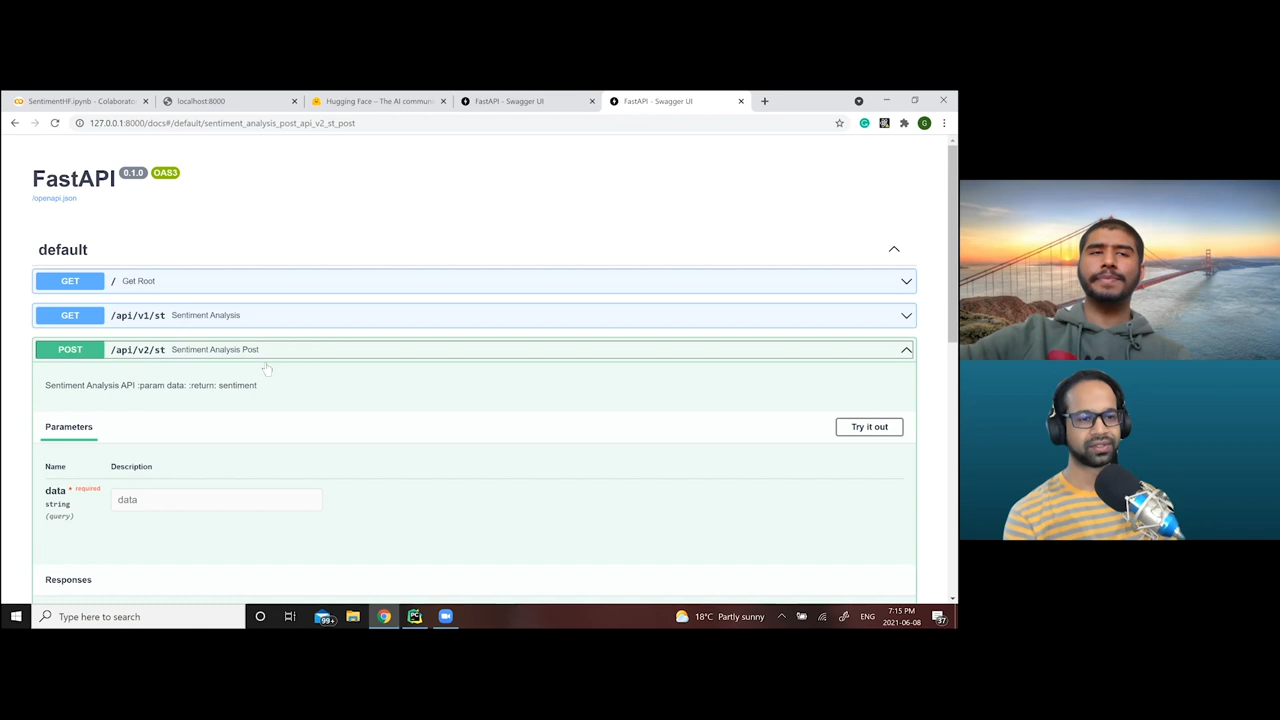 SentimentHF.ipynb - Colaborato
localhost:8000
Hugging Face – The AI commun
FastAPI - Swagger UI
FastAPI - Swagger UI
127.0.0.1:8000/docs#/default/sentiment_analysis_post_api_v2_st_post
G
FastAPI 0.1.0 OAS3
/openapi.json
default
GET / Get Root
GET /api/v1/st Sentiment Analysis
POST /api/v2/st Sentiment Analysis Post
Sentiment Analysis API :param data: :return: sentiment
Parameters
Try it out
Name Description
data * required
string
(query)
data
Responses
Type here to search
99+
PC
18°C Partly sunny
ENG
7:15 PM
2021-06-08
37